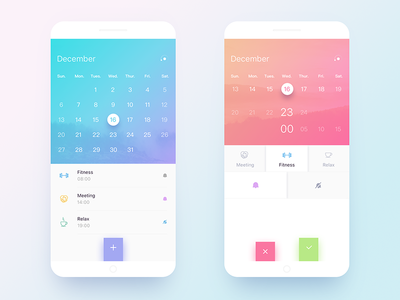 December
Sun Mon Tues Wed Thu Fri Sat
1 2 3 4 5
6 7 8 9 10 11 12
13 14 15 16 17 18 19
20 21 22 23 24 25 26
27 28 29 30 31
Fitness
09:00
Meeting
14:00
Relax
19:00
December
Sun Mon Tues Wed Thu Fri Sat
13 14 15 16 17 18 19
23
00
Meeting Fitness Relax